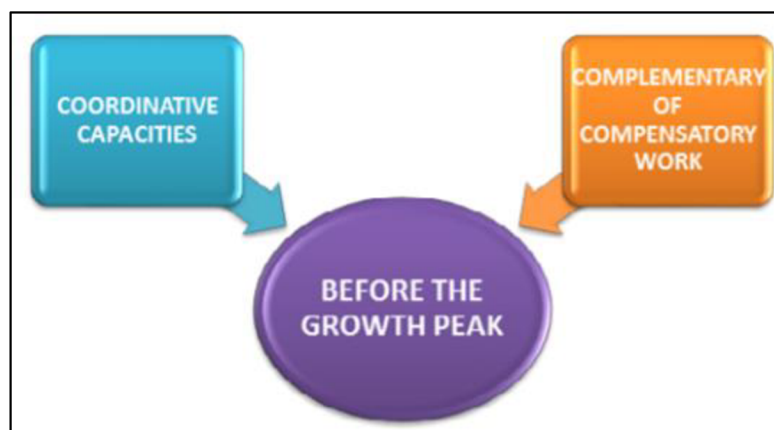 COORDINATIVE
CAPACITIES
COMPLEMENTARY
OF
COMPENSATORY
WORK
BEFORE THE
GROWTH PEAK